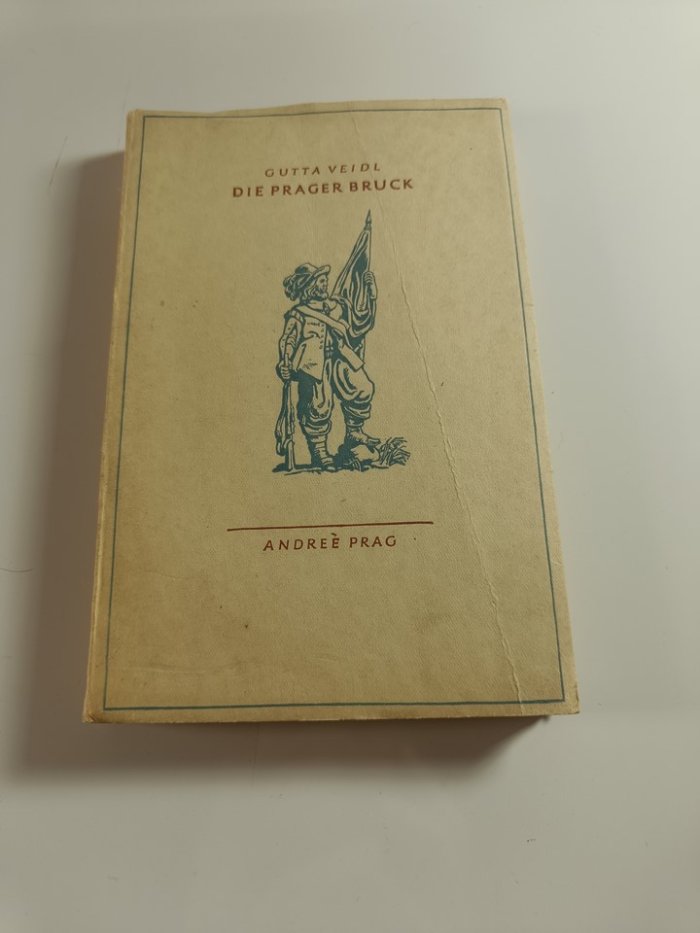 GUTTA VEIDL
DIE PRAGER BRUCK
ANDREÈ PRAG